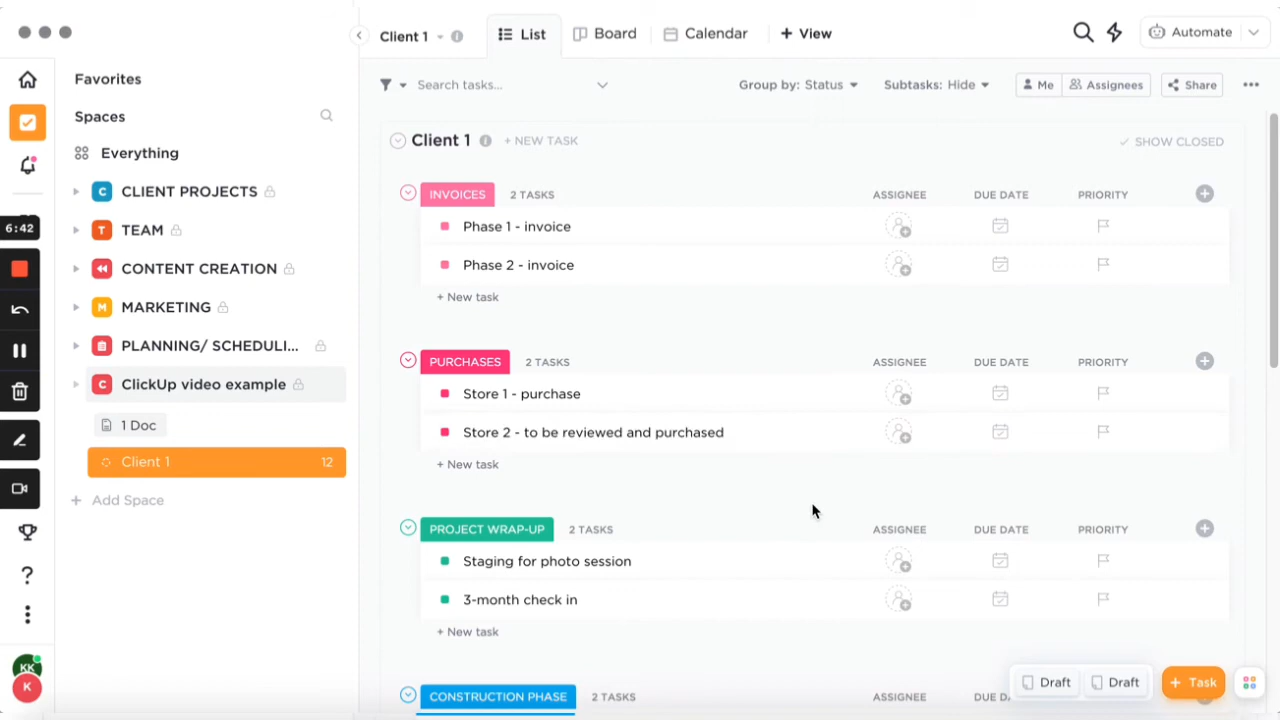 Client 1
List
Board
Calendar
+ View
Automate
Favorites
Search tasks...
Group by: Status
Subtasks: Hide
Me
Assignees
Share
Spaces
Everything
Client 1
+ NEW TASK
SHOW CLOSED
C CLIENT PROJECTS
T TEAM
CONTENT CREATION
M MARKETING
PLANNING/ SCHEDULI...
C ClickUp video example
1 Doc
Client 1 12
+ Add Space
6:42
KK
K
INVOICES 2 TASKS ASSIGNEE DUE DATE PRIORITY
Phase 1 - invoice
Phase 2 - invoice
+ New task
PURCHASES 2 TASKS ASSIGNEE DUE DATE PRIORITY
Store 1 - purchase
Store 2 - to be reviewed and purchased
+ New task
PROJECT WRAP-UP 2 TASKS ASSIGNEE DUE DATE PRIORITY
Staging for photo session
3-month check in
+ New task
CONSTRUCTION PHASE 2 TASKS ASSIGNEE
Draft
Draft
+ Task